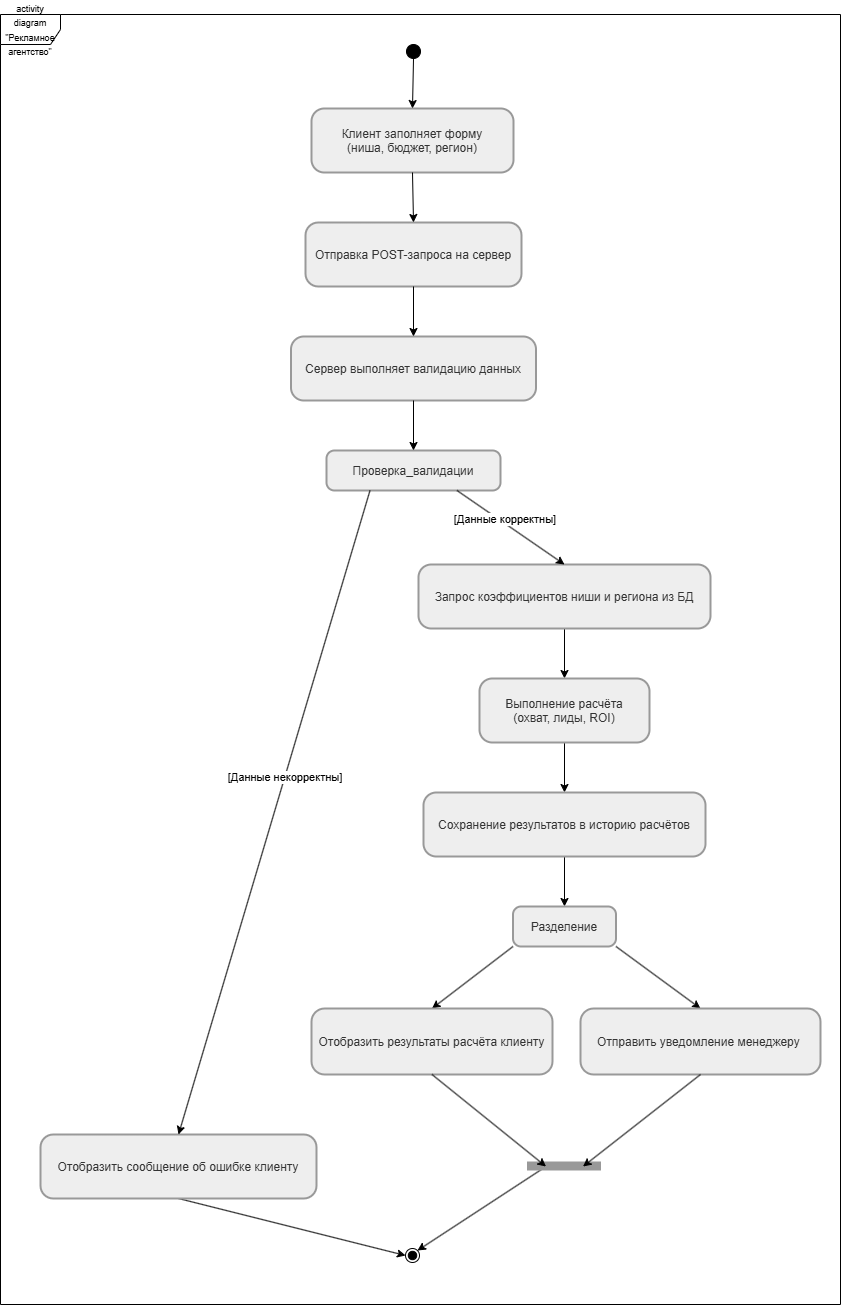 activity
diagram
"Рекламное
агентство"
Клиент заполняет форму
(ниша, бюджет, регион)
Отправка POST-запроса на сервер
Сервер выполняет валидацию данных
Проверка_валидации
[Данные корректны]
Запрос коэффициентов ниши и региона из БД
Выполнение расчёта
(охват, лиды, ROI)
[Данные некорректны]
Сохранение результатов в историю расчётов
Разделение
Отобразить результаты расчёта клиенту
Отправить уведомление менеджеру
Отобразить сообщение об ошибке клиенту